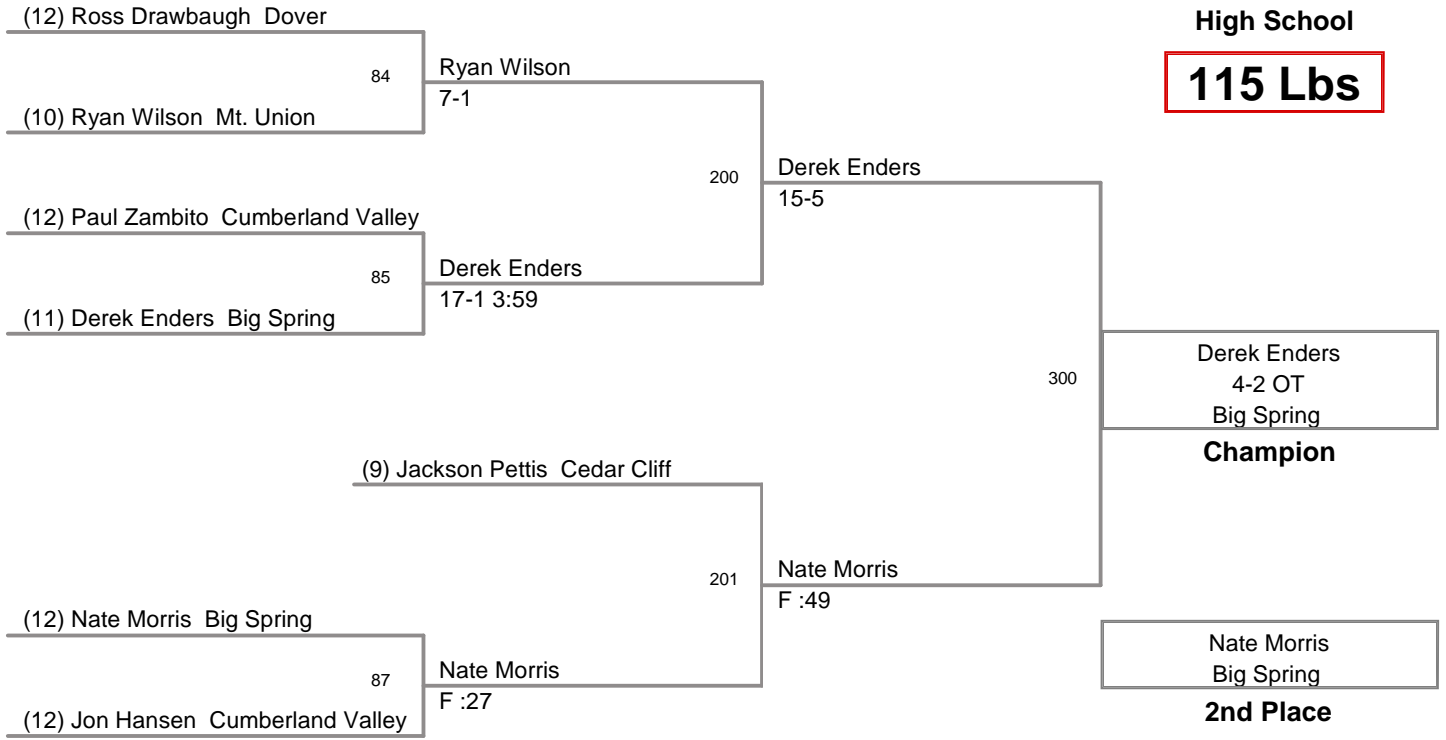 (12) Ross Drawbaugh  Dover
High School
115 Lbs
84
Ryan Wilson
7-1
(10) Ryan Wilson  Mt. Union
200
Derek Enders
15-5
(12) Paul Zambito  Cumberland Valley
85
Derek Enders
17-1 3:59
(11) Derek Enders  Big Spring
300
Derek Enders
4-2 OT
Big Spring
Champion
(9) Jackson Pettis  Cedar Cliff
201
Nate Morris
F :49
(12) Nate Morris  Big Spring
87
Nate Morris
F :27
(12) Jon Hansen  Cumberland Valley
Nate Morris
Big Spring
2nd Place